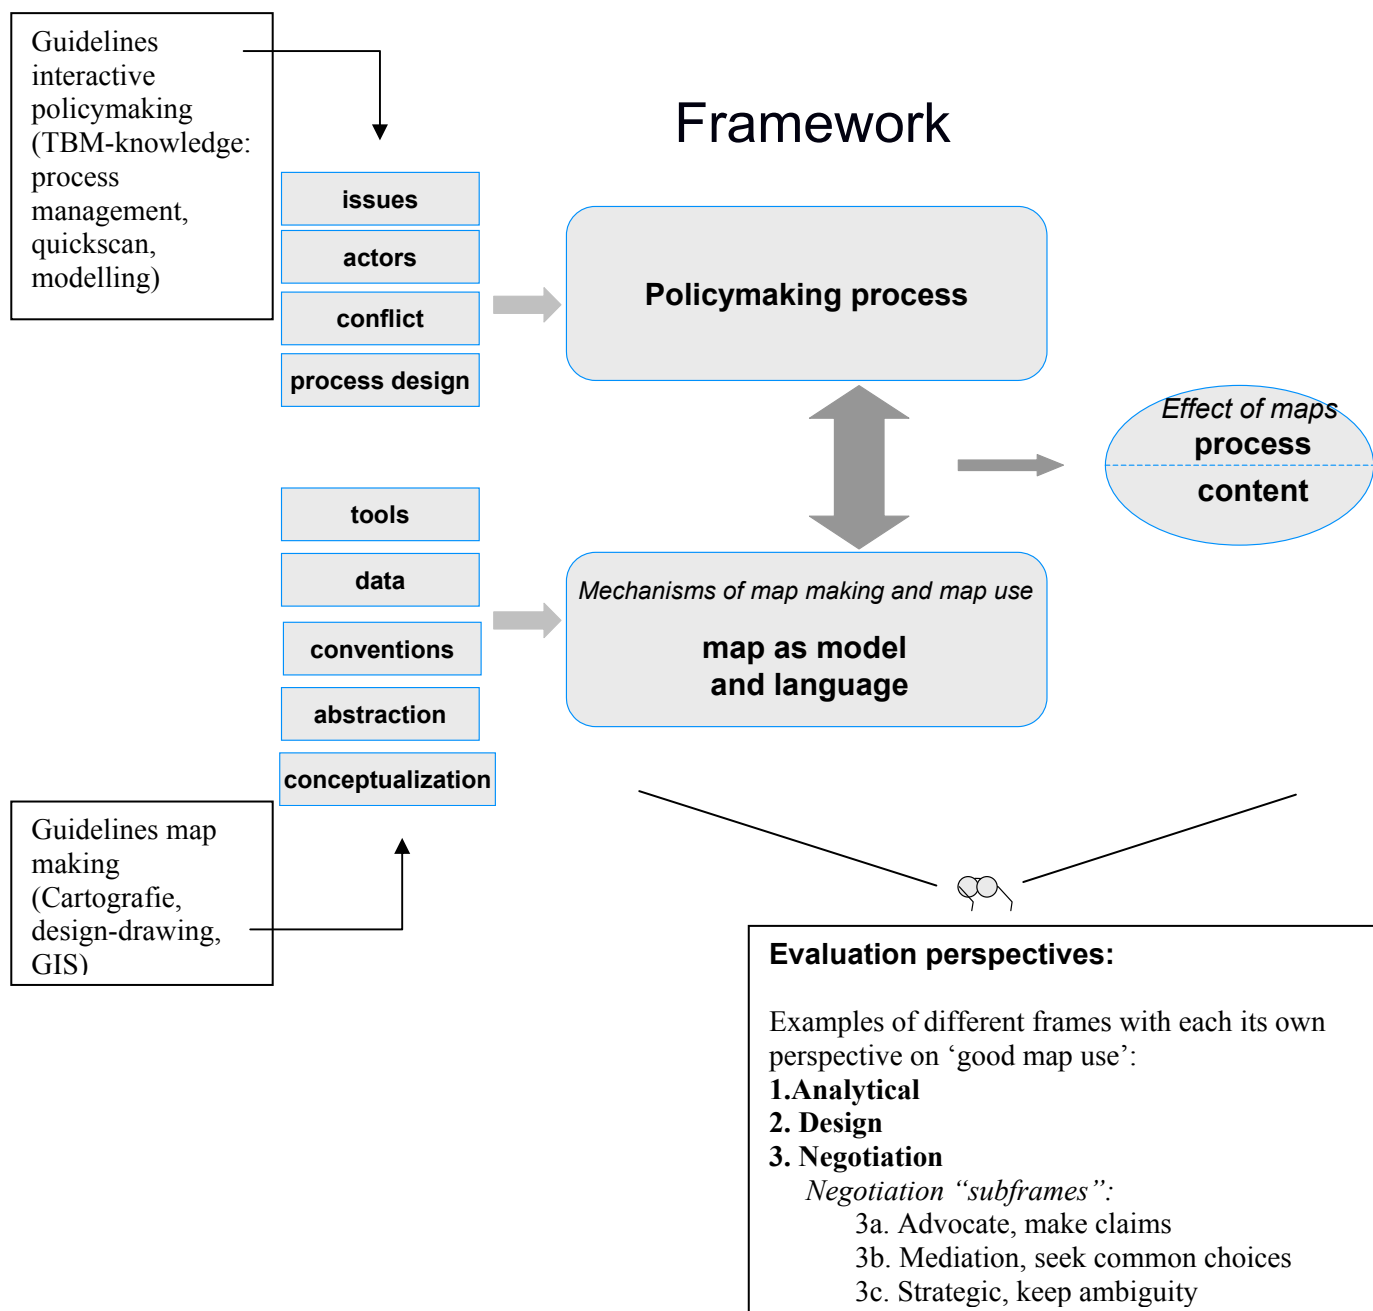 Guidelines
interactive
policymaking
(TBM-knowledge:
process
management,
quickscan,
modelling)
Framework
issues
actors
conflict
process design
Policymaking process
Effect of maps
process
content
tools
data
conventions
abstraction
conceptualization
Mechanisms of map making and map use
map as model
and language
Guidelines map
making
(Cartografie,
design-drawing,
GIS)
Evaluation perspectives:
Examples of different frames with each its own
perspective on ‘good map use’:
1.Analytical
2. Design
3. Negotiation
Negotiation “subframes”:
3a. Advocate, make claims
3b. Mediation, seek common choices
3c. Strategic, keep ambiguity